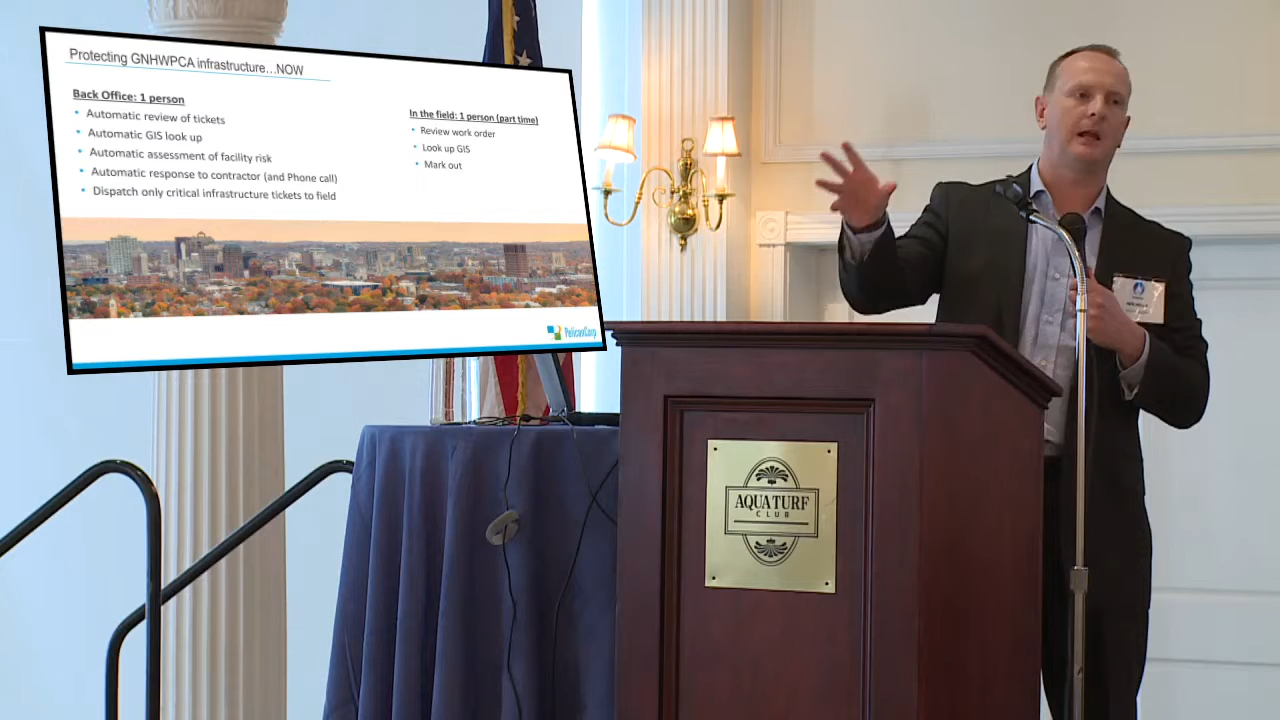 Protecting GNHWPCA infrastructure…NOW
Back Office: 1 person
• Automatic review of tickets
• Automatic GIS look up
• Automatic assessment of facility risk
• Automatic response to contractor (and Phone call)
• Dispatch only critical infrastructure tickets to field
In the field: 1 person (part time)
• Review work order
• Look up GIS
• Mark out
PelicanCorp
AQUATURF
CLUB